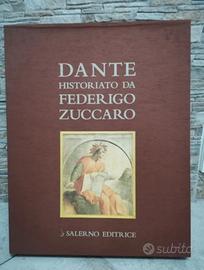 DANTE
HISTORIATO DA
FEDERIGO
ZUCCARO
SALERNO EDITRICE
subito